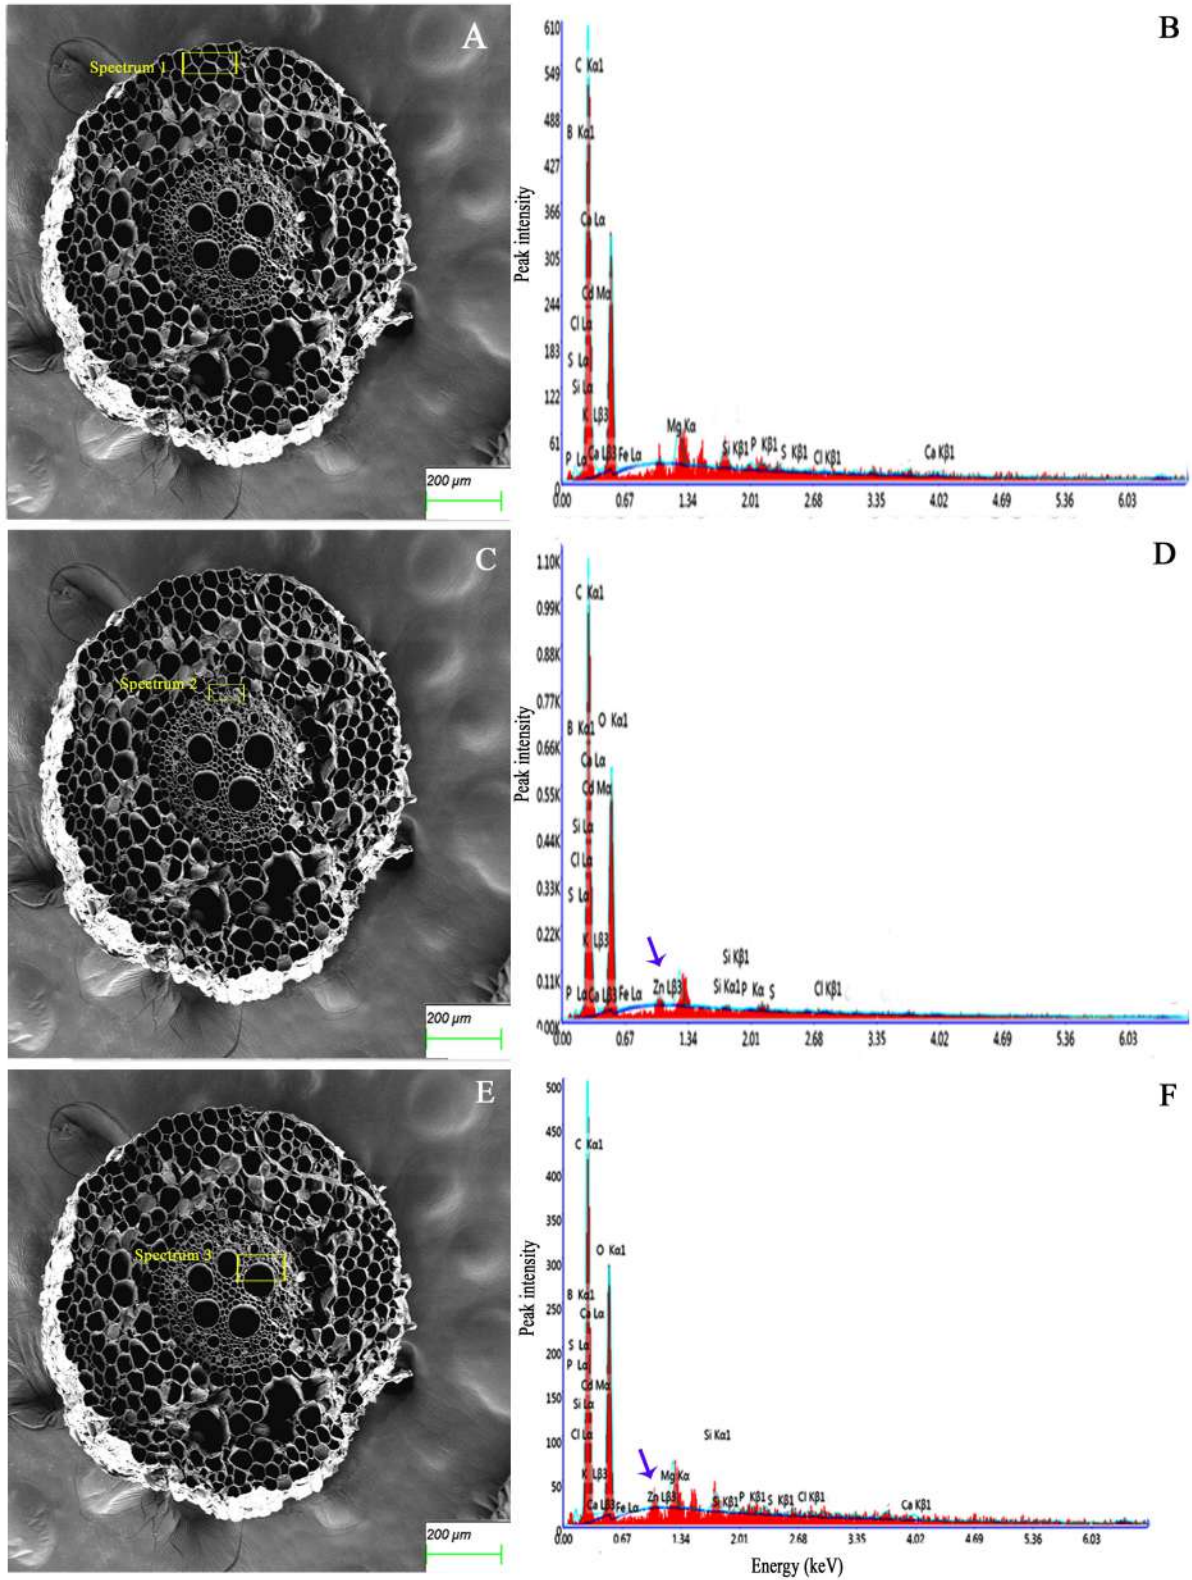 A
Spectrum 1
200 µm
B
Peak intensity
610
549
488
427
366
305
244
183
122
61
0
C Kα1
B Kα1
Ca Lα
Cd Mα
Cl Lα
S Lα
Si Lα
K Lβ3
P Lα Ca Lβ3 Fe Lα
Mg Kα
Si Kβ1 P Kβ1 S Kβ1 Cl Kβ1 Ca Kβ1
0.00 0.67 1.34 2.01 2.68 3.35 4.02 4.69 5.36 6.03
C
Spectrum 2
200 µm
D
Peak intensity
1.10K
0.99K
0.88K
0.77K
0.66K
0.55K
0.44K
0.33K
0.22K
0.11K
0.00K
C Kα1
B Kα1 O Kα1
Ca Lα
Cd Mα
Si Lα
Cl Lα
S Lα
K Lβ3
P Lα Ca Lβ3 Fe Lα
Zn Lβ3
Si Kβ1
Si Kα1 P Kα S Cl Kβ1
0.00 0.67 1.34 2.01 2.68 3.35 4.02 4.69 5.36 6.03
E
Spectrum 3
200 µm
F
Peak intensity
500
450
400
350
300
250
200
150
100
50
0
C Kα1
O Kα1
B Kα1
Ca Lα
S Lα
P Lα
Cd Mα
Si Lα
Cl Lα
K Lβ3
Ca Lβ3 Fe Lα
Si Kα1
Mg Kα
Zn Lβ3
Si Kβ1 P Kβ1 S Kβ1 Cl Kβ1 Ca Kβ1
0.00 0.67 1.34 2.01 2.68 3.35 4.02 4.69 5.36 6.03
Energy (keV)